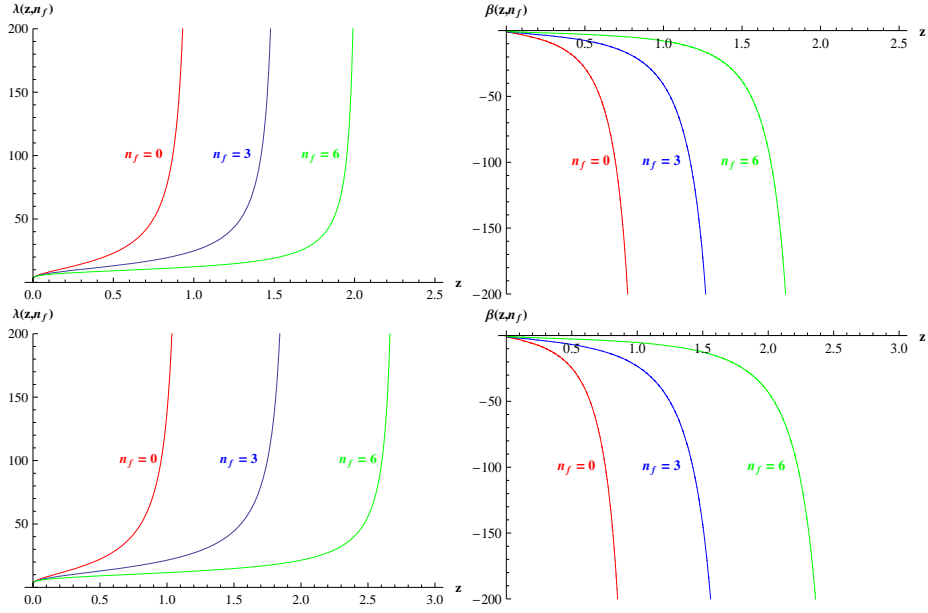 λ(z,n_f)
200
150
100
50
0.0 0.5 1.0 1.5 2.0 2.5
z
n_f = 0
n_f = 3
n_f = 6
β(z,n_f)
0.5 1.0 1.5 2.0 2.5
z
−50
−100
−150
−200
n_f = 0
n_f = 3
n_f = 6
λ(z,n_f)
200
150
100
50
0.0 0.5 1.0 1.5 2.0 2.5 3.0
z
n_f = 0
n_f = 3
n_f = 6
β(z,n_f)
0.5 1.0 1.5 2.0 2.5 3.0
z
−50
−100
−150
−200
n_f = 0
n_f = 3
n_f = 6